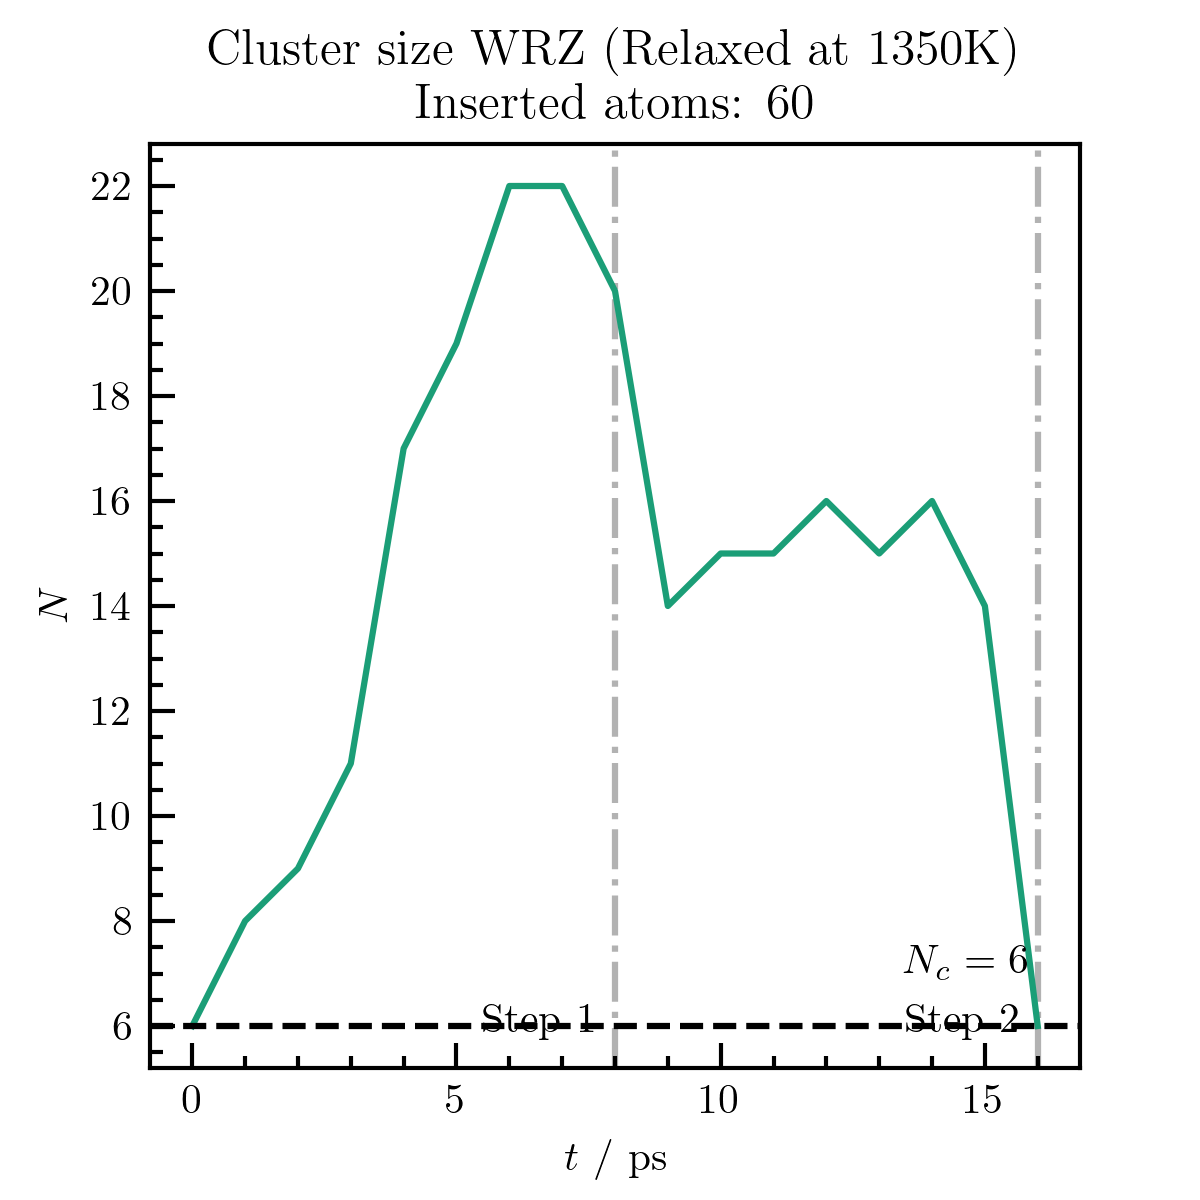 Cluster size WRZ (Relaxed at 1350K)
Inserted atoms: 60
22
20
18
16
14
12
10
8
6
N
N_c = 6
Step 1
Step 2
0
5
10
15
t / ps